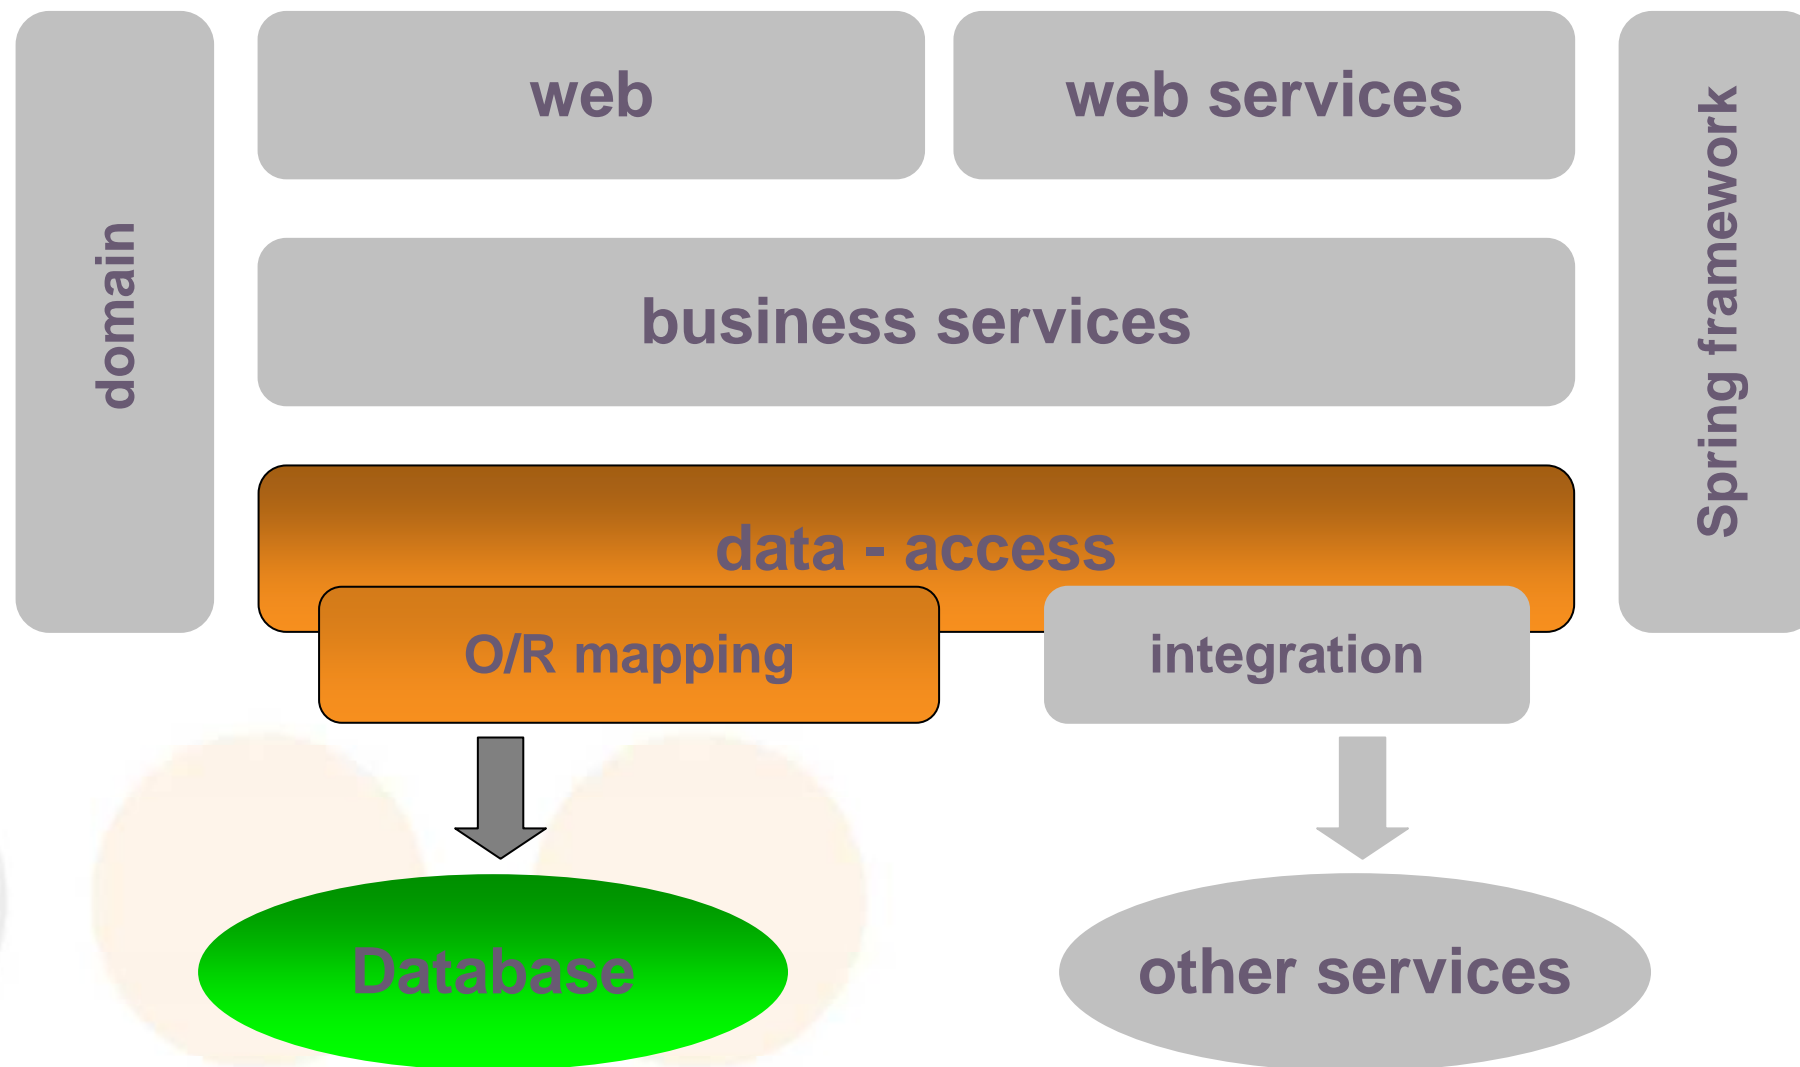 domain
web
web services
Spring framework
business services
data - access
O/R mapping
integration
Database
other services